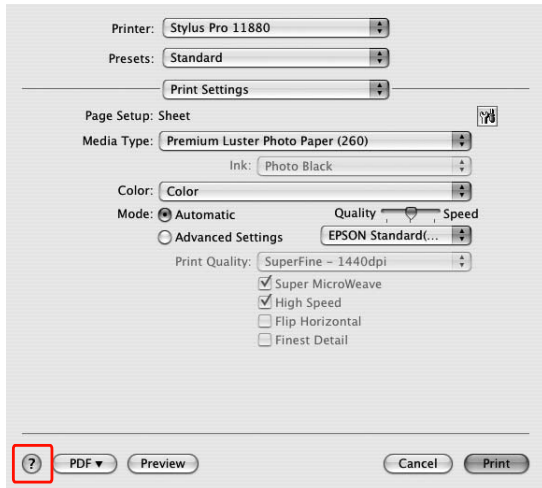 Printer: Stylus Pro 11880
Presets: Standard
Print Settings
Page Setup: Sheet
Media Type: Premium Luster Photo Paper (260)
Ink: Photo Black
Color: Color
Mode: Automatic Quality Speed
Advanced Settings EPSON Standard(...
Print Quality: SuperFine – 1440dpi
Super MicroWeave
High Speed
Flip Horizontal
Finest Detail
? PDF▼ Preview Cancel Print